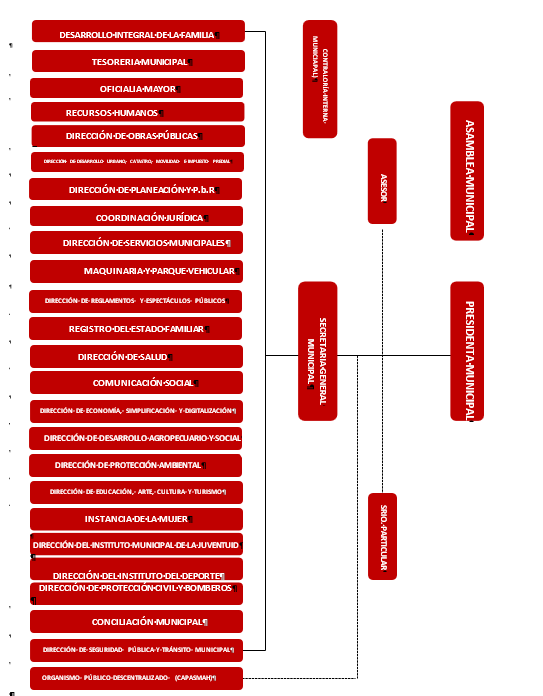 DESARROLLO INTEGRAL DE LA FAMILIA
TESORERIA MUNICIPAL
OFICIALIA MAYOR
RECURSOS HUMANOS
DIRECCIÓN DE OBRAS PÚBLICAS
DIRECCIÓN DE DESARROLLO URBANO, CATASTRO, MOVILIDAD E IMPUESTO PREDIAL
DIRECCIÓN DE PLANEACIÓN Y P.b.R
COORDINACIÓN JURÍDICA
DIRECCIÓN DE SERVICIOS MUNICIPALES
MAQUINARIA Y PARQUE VEHICULAR
DIRECCIÓN DE REGLAMENTOS Y ESPECTÁCULOS PÚBLICOS
REGISTRO DEL ESTADO FAMILIAR
DIRECCIÓN DE SALUD
COMUNICACIÓN SOCIAL
DIRECCIÓN DE ECONOMÍA, SIMPLIFICACIÓN Y DIGITALIZACIÓN
DIRECCIÓN DE DESARROLLO AGROPECUARIO Y SOCIAL
DIRECCIÓN DE PROTECCIÓN AMBIENTAL
DIRECCIÓN DE EDUCACIÓN, ARTE, CULTURA Y TURISMO
INSTANCIA DE LA MUJER
DIRECCIÓN DEL INSTITUTO MUNICIPAL DE LA JUVENTUD
DIRECCIÓN DEL INSTITUTO DEL DEPORTE
DIRECCIÓN DE PROTECCIÓN CIVIL Y BOMBEROS
CONCILIACIÓN MUNICIPAL
DIRECCIÓN DE SEGURIDAD PÚBLICA Y TRÁNSITO MUNICIPAL
ORGANISMO PÚBLICO DESCENTRALIZADO (CAPASMAH)
CONTRALORÍA INTERNA
MUNICIAPAL)
SECRETARIA GENERAL
MUNICIPAL
ASESOR
SRIO. PARTICULAR
ASAMBLEA MUNICIPAL
PRESIDENTA MUNICIPAL